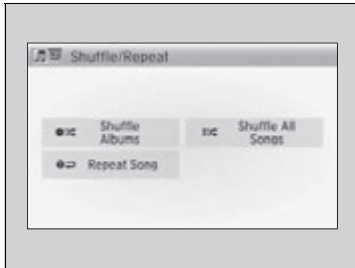 Shuffle/Repeat
Shuffle
Albums
Shuffle All
Songs
Repeat Song